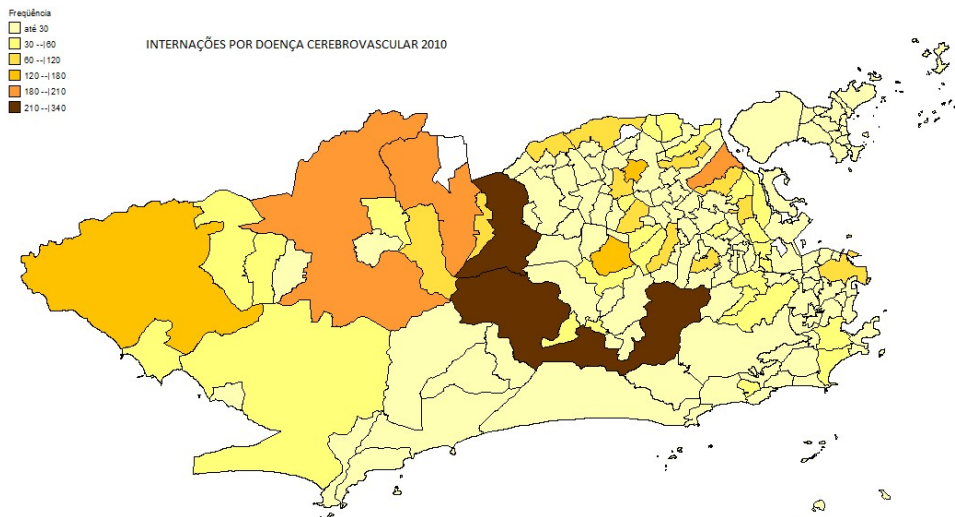 Freqüência
até 30
30 --|60
60 --|120
120 --|180
180 --|210
210 --|340
INTERNAÇÕES POR DOENÇA CEREBROVASCULAR 2010